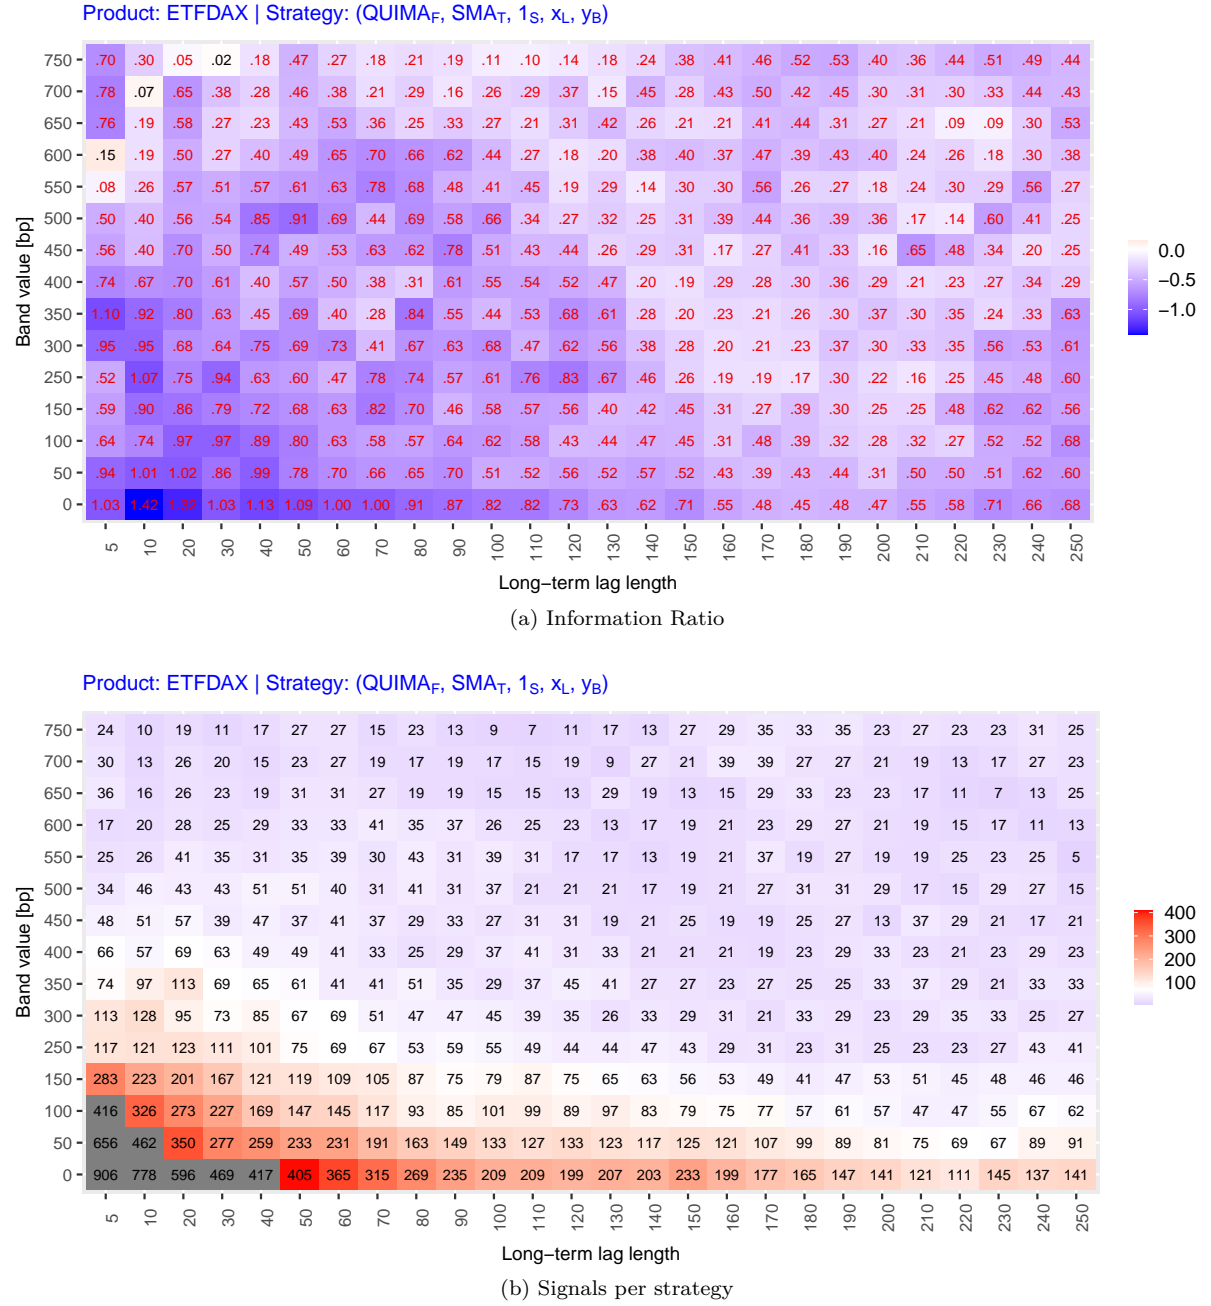 Product: ETFDAX | Strategy: (QUIMA_F, SMA_T, 1_S, x_L, y_B)
Band value [bp]
750 .70 .30 .05 .02 .18 .47 .27 .18 .21 .19 .11 .10 .14 .18 .24 .38 .41 .46 .52 .53 .40 .36 .44 .51 .49 .44
700 .78 .07 .65 .38 .28 .46 .38 .21 .29 .16 .26 .29 .37 .15 .45 .28 .43 .50 .42 .45 .30 .31 .30 .33 .44 .43
650 .76 .19 .58 .27 .23 .43 .53 .36 .25 .33 .27 .21 .31 .42 .26 .21 .21 .41 .44 .31 .27 .21 .09 .09 .30 .53
600 .15 .19 .50 .27 .40 .49 .65 .70 .66 .62 .44 .27 .18 .20 .38 .40 .37 .47 .39 .43 .40 .24 .26 .18 .30 .38
550 .08 .26 .57 .51 .57 .61 .63 .78 .68 .48 .41 .45 .19 .29 .14 .30 .30 .56 .26 .27 .18 .24 .30 .29 .56 .27
500 .50 .40 .56 .54 .85 .91 .69 .44 .69 .58 .66 .34 .27 .32 .25 .31 .39 .44 .36 .39 .36 .17 .14 .60 .41 .25
450 .56 .40 .70 .50 .74 .49 .53 .63 .62 .78 .51 .43 .44 .26 .29 .31 .17 .27 .41 .33 .16 .65 .48 .34 .20 .25
400 .74 .67 .70 .61 .40 .57 .50 .38 .31 .61 .55 .54 .52 .47 .20 .19 .29 .28 .30 .36 .29 .21 .23 .27 .34 .29
350 1.10 .92 .80 .63 .45 .69 .40 .28 .84 .55 .44 .53 .68 .61 .28 .20 .23 .21 .26 .30 .37 .30 .35 .24 .33 .63
300 .95 .95 .68 .64 .75 .69 .73 .41 .67 .63 .68 .47 .62 .56 .38 .28 .20 .21 .23 .37 .30 .33 .35 .56 .53 .61
250 .52 1.07 .75 .94 .63 .60 .47 .78 .74 .57 .61 .76 .83 .67 .46 .26 .19 .19 .17 .30 .22 .16 .25 .45 .48 .60
150 .59 .90 .86 .79 .72 .68 .63 .82 .70 .46 .58 .57 .56 .40 .42 .45 .31 .27 .39 .30 .25 .25 .48 .62 .62 .56
100 .64 .74 .97 .97 .89 .80 .63 .58 .57 .64 .62 .58 .43 .44 .47 .45 .31 .48 .39 .32 .28 .32 .27 .52 .52 .68
50 .94 1.01 1.02 .86 .99 .78 .70 .66 .65 .70 .51 .52 .56 .52 .57 .52 .43 .39 .43 .44 .31 .50 .50 .51 .62 .60
0 1.03 1.42 1.32 1.03 1.13 1.09 1.00 1.00 .91 .87 .82 .82 .73 .63 .62 .71 .55 .48 .45 .48 .47 .55 .58 .71 .66 .68
5 10 20 30 40 50 60 70 80 90 100 110 120 130 140 150 160 170 180 190 200 210 220 230 240 250
Long−term lag length
0.0
−0.5
−1.0
(a) Information Ratio
Product: ETFDAX | Strategy: (QUIMA_F, SMA_T, 1_S, x_L, y_B)
Band value [bp]
750 24 10 19 11 17 27 27 15 23 13 9 7 11 17 13 27 29 35 33 35 23 27 23 23 31 25
700 30 13 26 20 15 23 27 19 17 19 17 15 19 9 27 21 39 39 27 27 21 19 13 17 27 23
650 36 16 26 23 19 31 31 27 19 19 15 15 13 29 19 13 15 29 33 23 23 17 11 7 13 25
600 17 20 28 25 29 33 33 41 35 37 26 25 23 13 17 19 21 23 29 27 21 19 15 17 11 13
550 25 26 41 35 31 35 39 30 43 31 39 31 17 17 13 19 21 37 19 27 19 19 25 23 25 5
500 34 46 43 43 51 51 40 31 41 31 37 21 21 21 17 19 21 27 31 31 29 17 15 29 27 15
450 48 51 57 39 47 37 41 37 29 33 27 31 31 19 21 25 19 19 25 27 13 37 29 21 17 21
400 66 57 69 63 49 49 41 33 25 29 37 41 31 33 21 21 21 19 23 29 33 23 21 23 29 23
350 74 97 113 69 65 61 41 41 51 35 29 37 45 41 27 27 23 27 25 25 33 37 29 21 33 33
300 113 128 95 73 85 67 69 51 47 47 45 39 35 26 33 29 31 21 33 29 23 29 35 33 25 27
250 117 121 123 111 101 75 69 67 53 59 55 49 44 44 47 43 29 31 23 31 25 23 23 27 43 41
150 283 223 201 167 121 119 109 105 87 75 79 87 75 65 63 56 53 49 41 47 53 51 45 48 46 46
100 416 326 273 227 169 147 145 117 93 85 101 99 89 97 83 79 75 77 57 61 57 47 47 55 67 62
50 656 462 350 277 259 233 231 191 163 149 133 127 133 123 117 125 121 107 99 89 81 75 69 67 89 91
0 906 778 596 469 417 405 365 315 269 235 209 209 199 207 203 233 199 177 165 147 141 121 111 145 137 141
5 10 20 30 40 50 60 70 80 90 100 110 120 130 140 150 160 170 180 190 200 210 220 230 240 250
Long−term lag length
400
300
200
100
(b) Signals per strategy